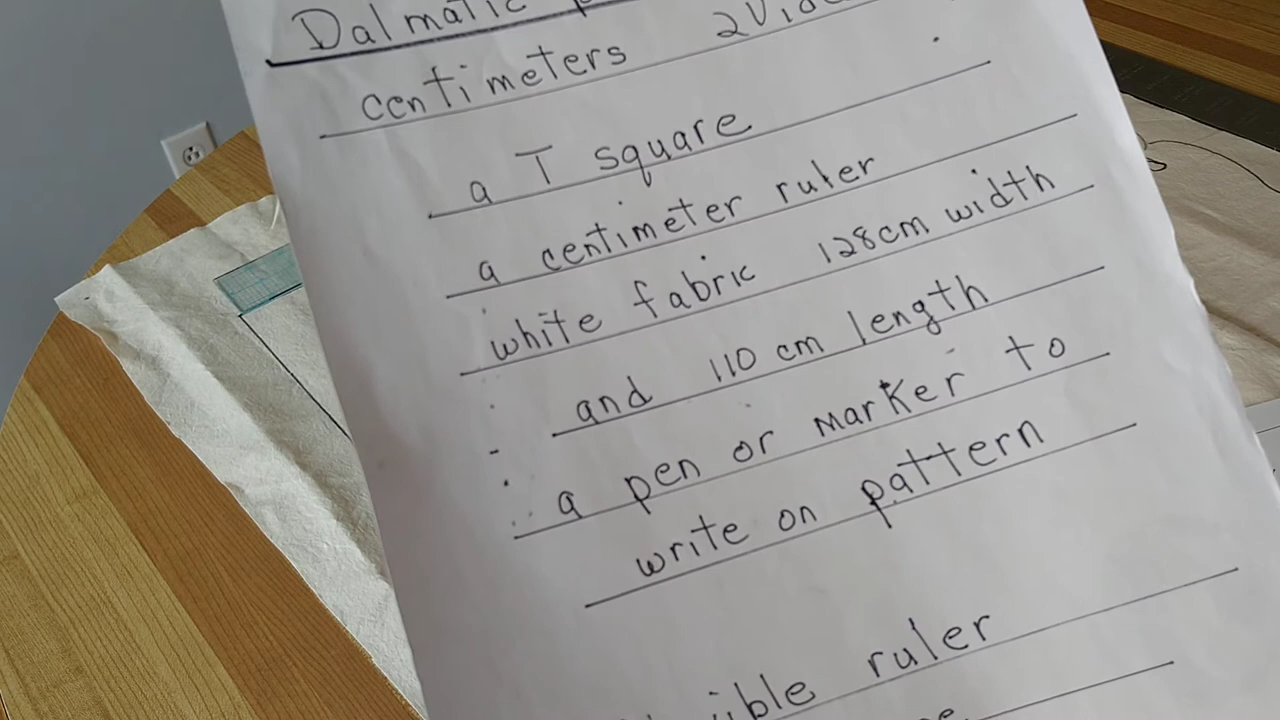 Dalmatic
centimeters 2
a T square
a centimeter ruler
white fabric 128cm width
and 110 cm length
a pen or marker to
write on pattern
ruler